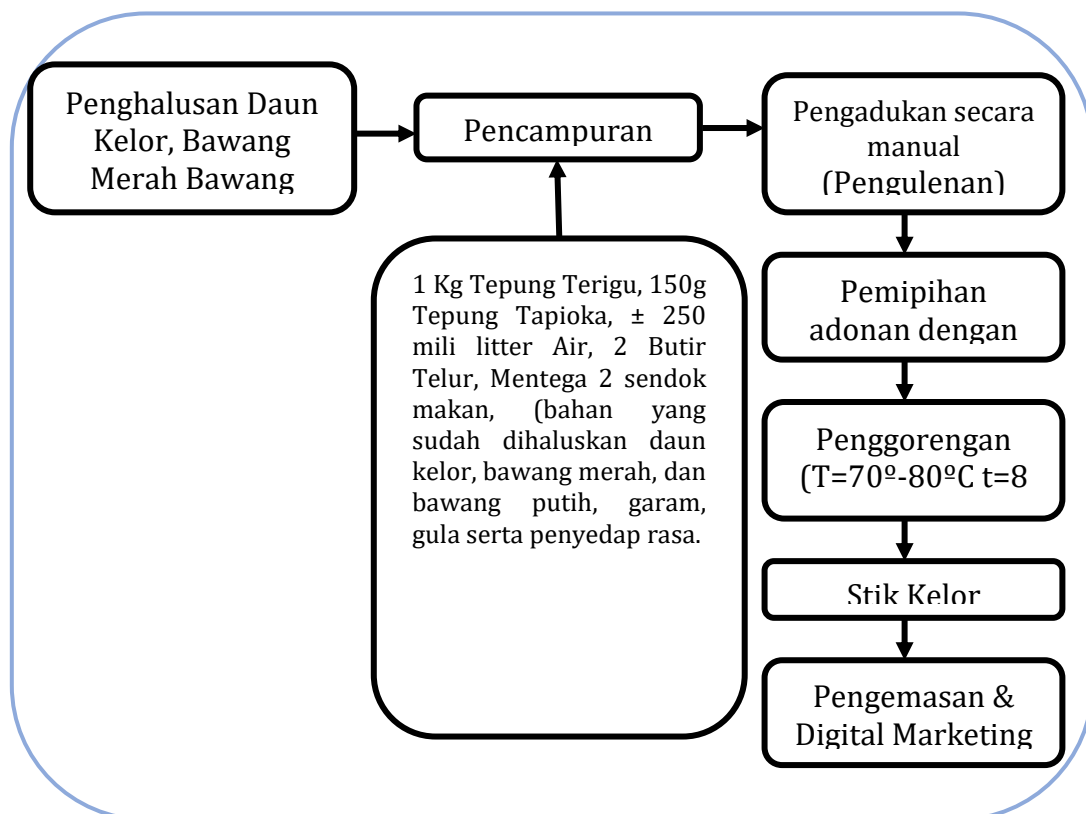 Penghalusan Daun
Kelor, Bawang
Merah Bawang
Pencampuran
Pengadukan secara
manual
(Pengulenan)
1 Kg Tepung Terigu, 150g
Tepung Tapioka, ± 250
mili litter Air, 2 Butir
Telur, Mentega 2 sendok
makan, (bahan yang
sudah dihaluskan daun
kelor, bawang merah, dan
bawang putih, garam,
gula serta penyedap rasa.
Pemipihan
adonan dengan
Penggorengan
(T=70º-80ºC t=8
Stik Kelor
Pengemasan &
Digital Marketing